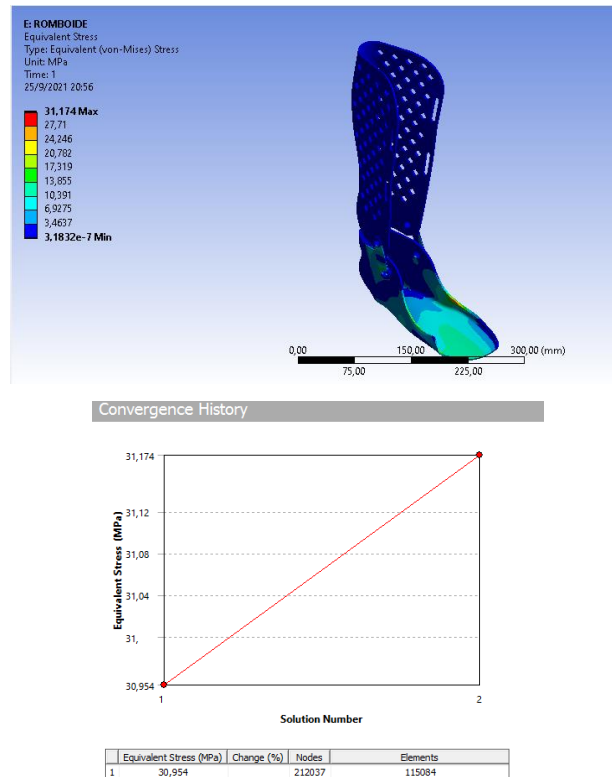 E: ROMBOIDE
Equivalent Stress
Type: Equivalent (von-Mises) Stress
Unit: MPa
Time: 1
25/9/2021 20:56
31,174 Max
27,71
24,246
20,782
17,319
13,855
10,391
6,9275
3,4637
3,1832e-7 Min
0,00 150,00 300,00 (mm)
75,00 225,00
Convergence History
31,174
31,12
31,08
31,04
31,
30,954
Equivalent Stress (MPa)
1 2
Solution Number
Equivalent Stress (MPa) Change (%) Nodes Elements
1 30,954 212037 115084